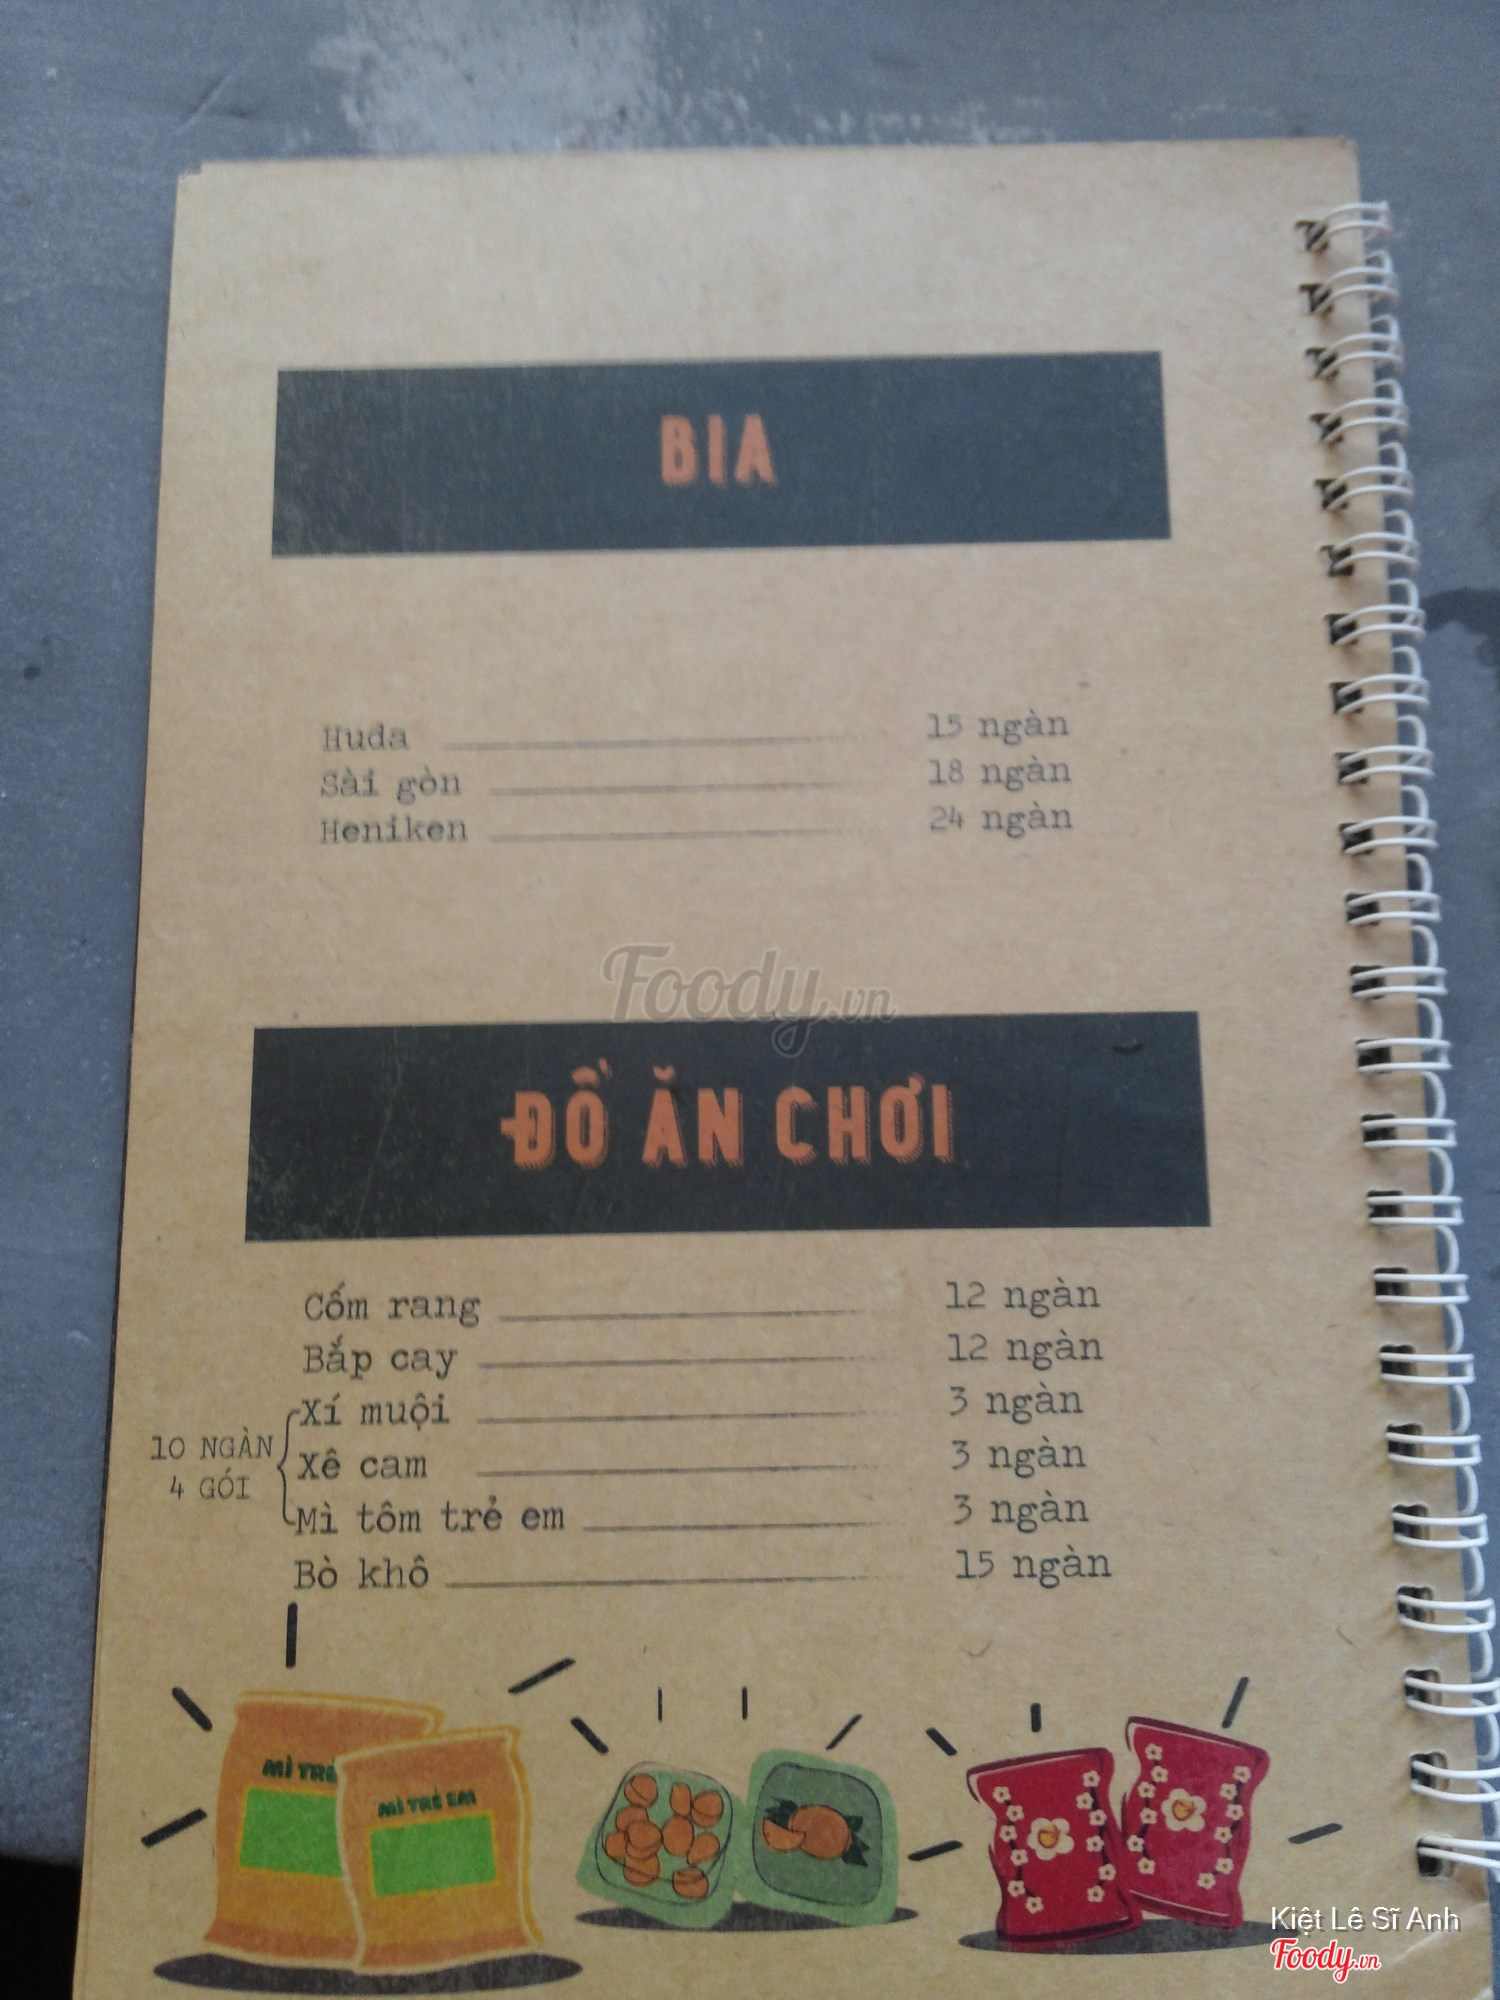 BIA
Huda 15 ngàn
Sài gòn 18 ngàn
Heniken 24 ngàn
Foody.vn
ĐỒ ĂN CHƠI
Cốm rang 12 ngàn
Bắp cay 12 ngàn
Xí muội 3 ngàn
10 NGÀN
4 GÓI
Xê cam 3 ngàn
Mì tôm trẻ em 3 ngàn
Bò khô 15 ngàn
MÌ TRẺ
MÌ TRẺ EM
Kiệt Lê Sĩ Anh
Foody.vn